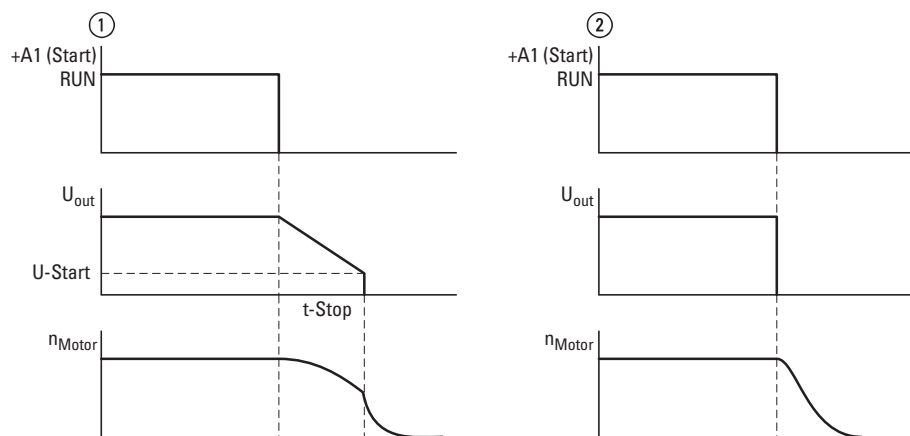 ①
+A1 (Start)
RUN
U_out
U-Start
t-Stop
n_Motor
②
+A1 (Start)
RUN
U_out
n_Motor